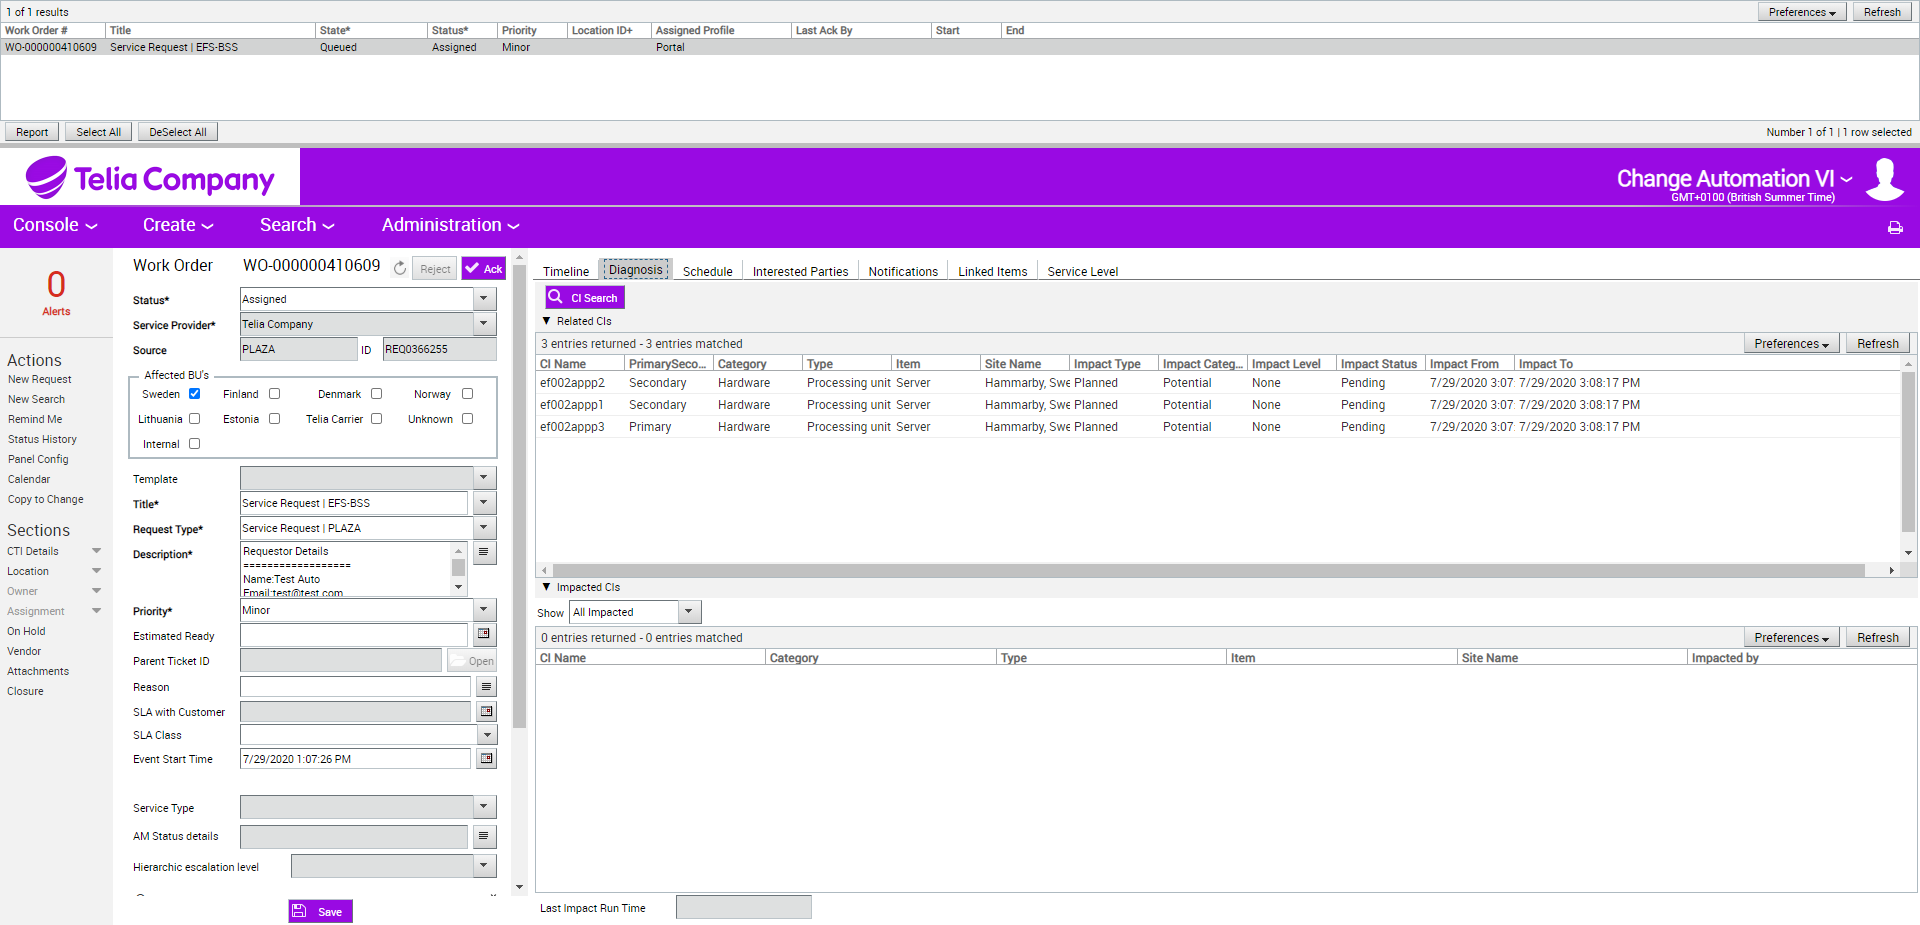 1 of 1 results
Preferences
Refresh
Work Order # Title State* Status* Priority Location ID+ Assigned Profile Last Ack By Start End
WO-000000410609 Service Request | EFS-BSS Queued Assigned Minor Portal
Report
Select All
DeSelect All
Number 1 of 1 | 1 row selected
Telia Company
Change Automation VI
GMT+0100 (British Summer Time)
Console
Create
Search
Administration
0
Alerts
Actions
New Request
New Search
Remind Me
Status History
Panel Config
Calendar
Copy to Change
Sections
CTI Details
Location
Owner
Assignment
On Hold
Vendor
Attachments
Closure
Work Order WO-000000410609 Reject Ack
Status* Assigned
Service Provider* Telia Company
Source PLAZA ID REQ0366255
Affected BU's
Sweden Finland Denmark Norway
Lithuania Estonia Telia Carrier Unknown
Internal
Template
Title* Service Request | EFS-BSS
Request Type* Service Request | PLAZA
Description* Requestor Details
==================
Name:Test Auto
Email:test@test.com
Priority* Minor
Estimated Ready
Parent Ticket ID Open
Reason
SLA with Customer
SLA Class
Event Start Time 7/29/2020 1:07:26 PM
Service Type
AM Status details
Hierarchic escalation level
Save
Timeline Diagnosis Schedule Interested Parties Notifications Linked Items Service Level
CI Search
Related CIs
3 entries returned - 3 entries matched Preferences Refresh
CI Name PrimarySeco... Category Type Item Site Name Impact Type Impact Categ... Impact Level Impact Status Impact From Impact To
ef002appp2 Secondary Hardware Processing unit Server Hammarby, Swe Planned Potential None Pending 7/29/2020 3:07: 7/29/2020 3:08:17 PM
ef002appp1 Secondary Hardware Processing unit Server Hammarby, Swe Planned Potential None Pending 7/29/2020 3:07: 7/29/2020 3:08:17 PM
ef002appp3 Primary Hardware Processing unit Server Hammarby, Swe Planned Potential None Pending 7/29/2020 3:07: 7/29/2020 3:08:17 PM
Impacted CIs
Show All Impacted
0 entries returned - 0 entries matched Preferences Refresh
CI Name Category Type Item Site Name Impacted by
Last Impact Run Time